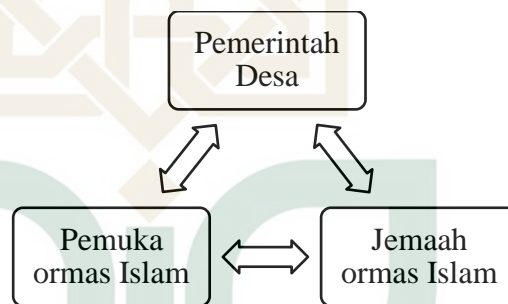 Pemerintah
Desa
Pemuka
ormas Islam
Jemaah
ormas Islam